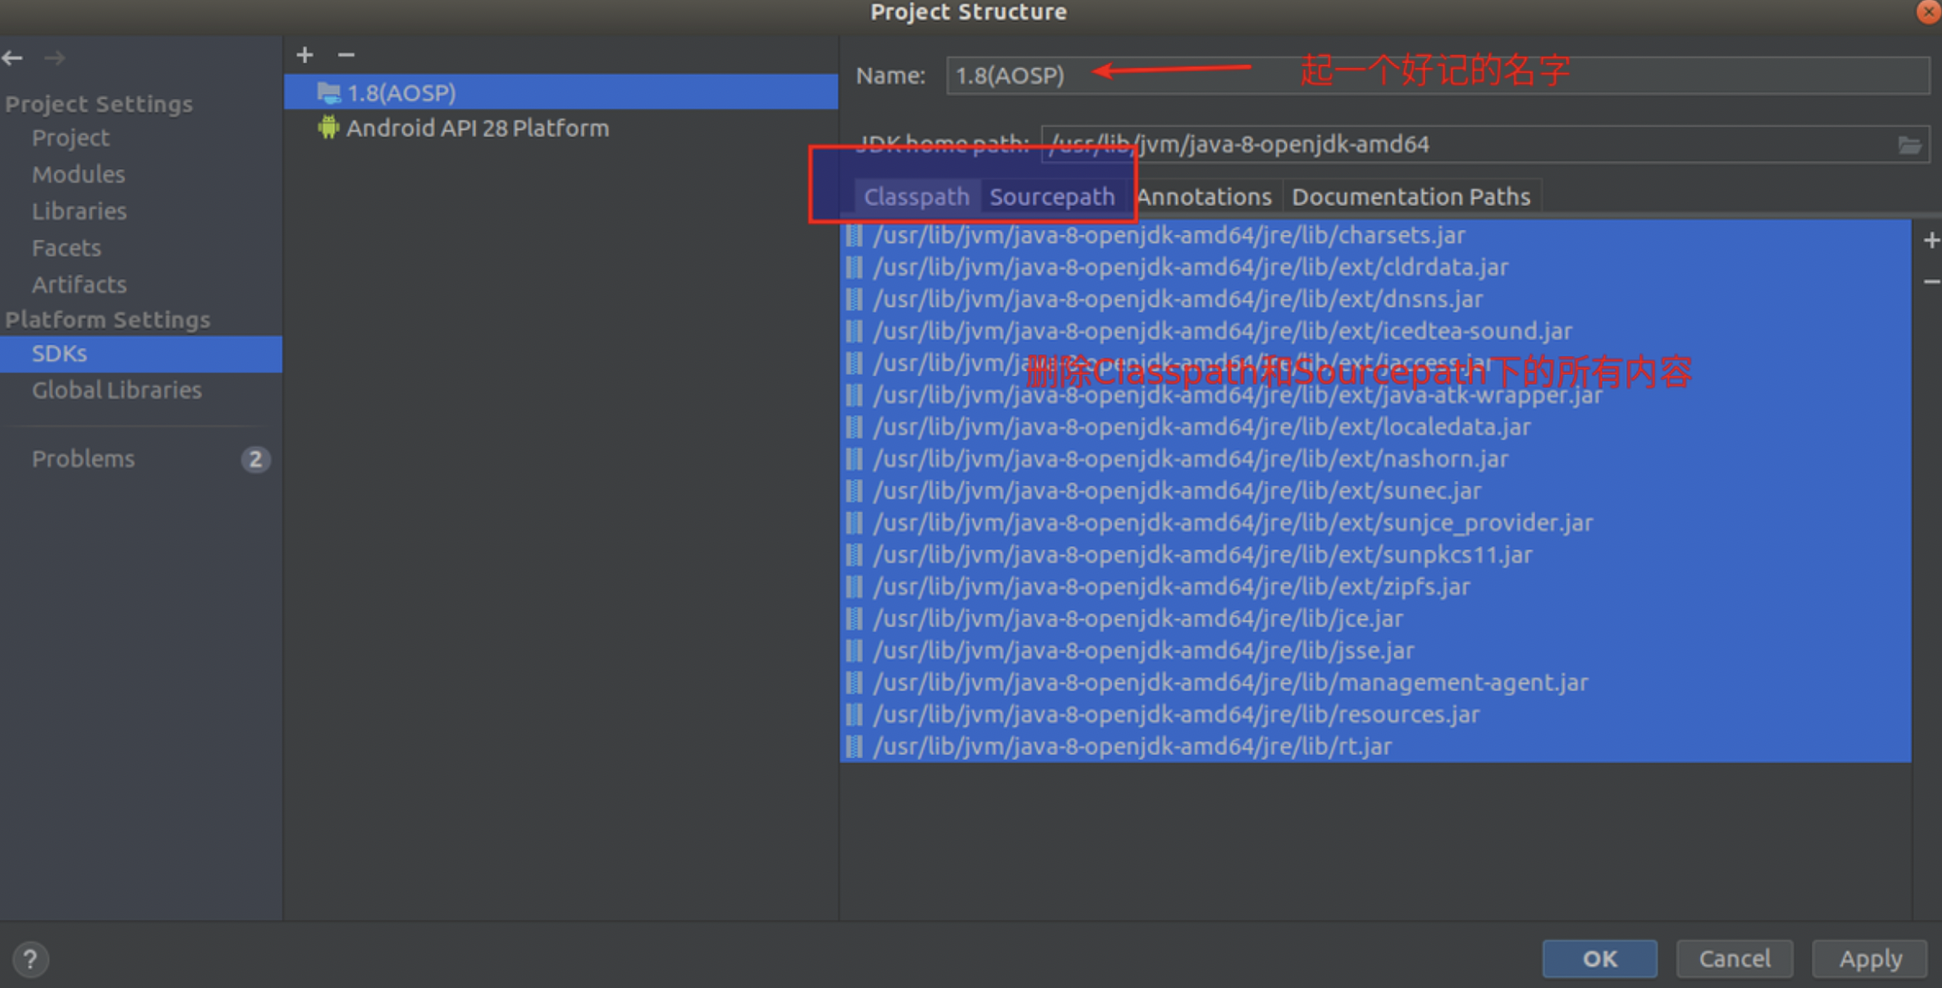 Project Structure
Name: 1.8(AOSP) 起一个好记的名字
1.8(AOSP)
Android API 28 Platform
Project Settings
Project
Modules
Libraries
Facets
Artifacts
Platform Settings
SDKs
Global Libraries
Problems 2
JDK home path: /usr/lib/jvm/java-8-openjdk-amd64
Classpath Sourcepath Annotations Documentation Paths
/usr/lib/jvm/java-8-openjdk-amd64/jre/lib/charsets.jar
/usr/lib/jvm/java-8-openjdk-amd64/jre/lib/ext/cldrdata.jar
/usr/lib/jvm/java-8-openjdk-amd64/jre/lib/ext/dnsns.jar
/usr/lib/jvm/java-8-openjdk-amd64/jre/lib/ext/icedtea-sound.jar
/usr/lib/jvm/java-8-openjdk-amd64/jre/lib/ext/jaccess.jar
删除Classpath和Sourcepath下的所有内容
/usr/lib/jvm/java-8-openjdk-amd64/jre/lib/ext/java-atk-wrapper.jar
/usr/lib/jvm/java-8-openjdk-amd64/jre/lib/ext/localedata.jar
/usr/lib/jvm/java-8-openjdk-amd64/jre/lib/ext/nashorn.jar
/usr/lib/jvm/java-8-openjdk-amd64/jre/lib/ext/sunec.jar
/usr/lib/jvm/java-8-openjdk-amd64/jre/lib/ext/sunjce_provider.jar
/usr/lib/jvm/java-8-openjdk-amd64/jre/lib/ext/sunpkcs11.jar
/usr/lib/jvm/java-8-openjdk-amd64/jre/lib/ext/zipfs.jar
/usr/lib/jvm/java-8-openjdk-amd64/jre/lib/jce.jar
/usr/lib/jvm/java-8-openjdk-amd64/jre/lib/jsse.jar
/usr/lib/jvm/java-8-openjdk-amd64/jre/lib/management-agent.jar
/usr/lib/jvm/java-8-openjdk-amd64/jre/lib/resources.jar
/usr/lib/jvm/java-8-openjdk-amd64/jre/lib/rt.jar
? OK Cancel Apply